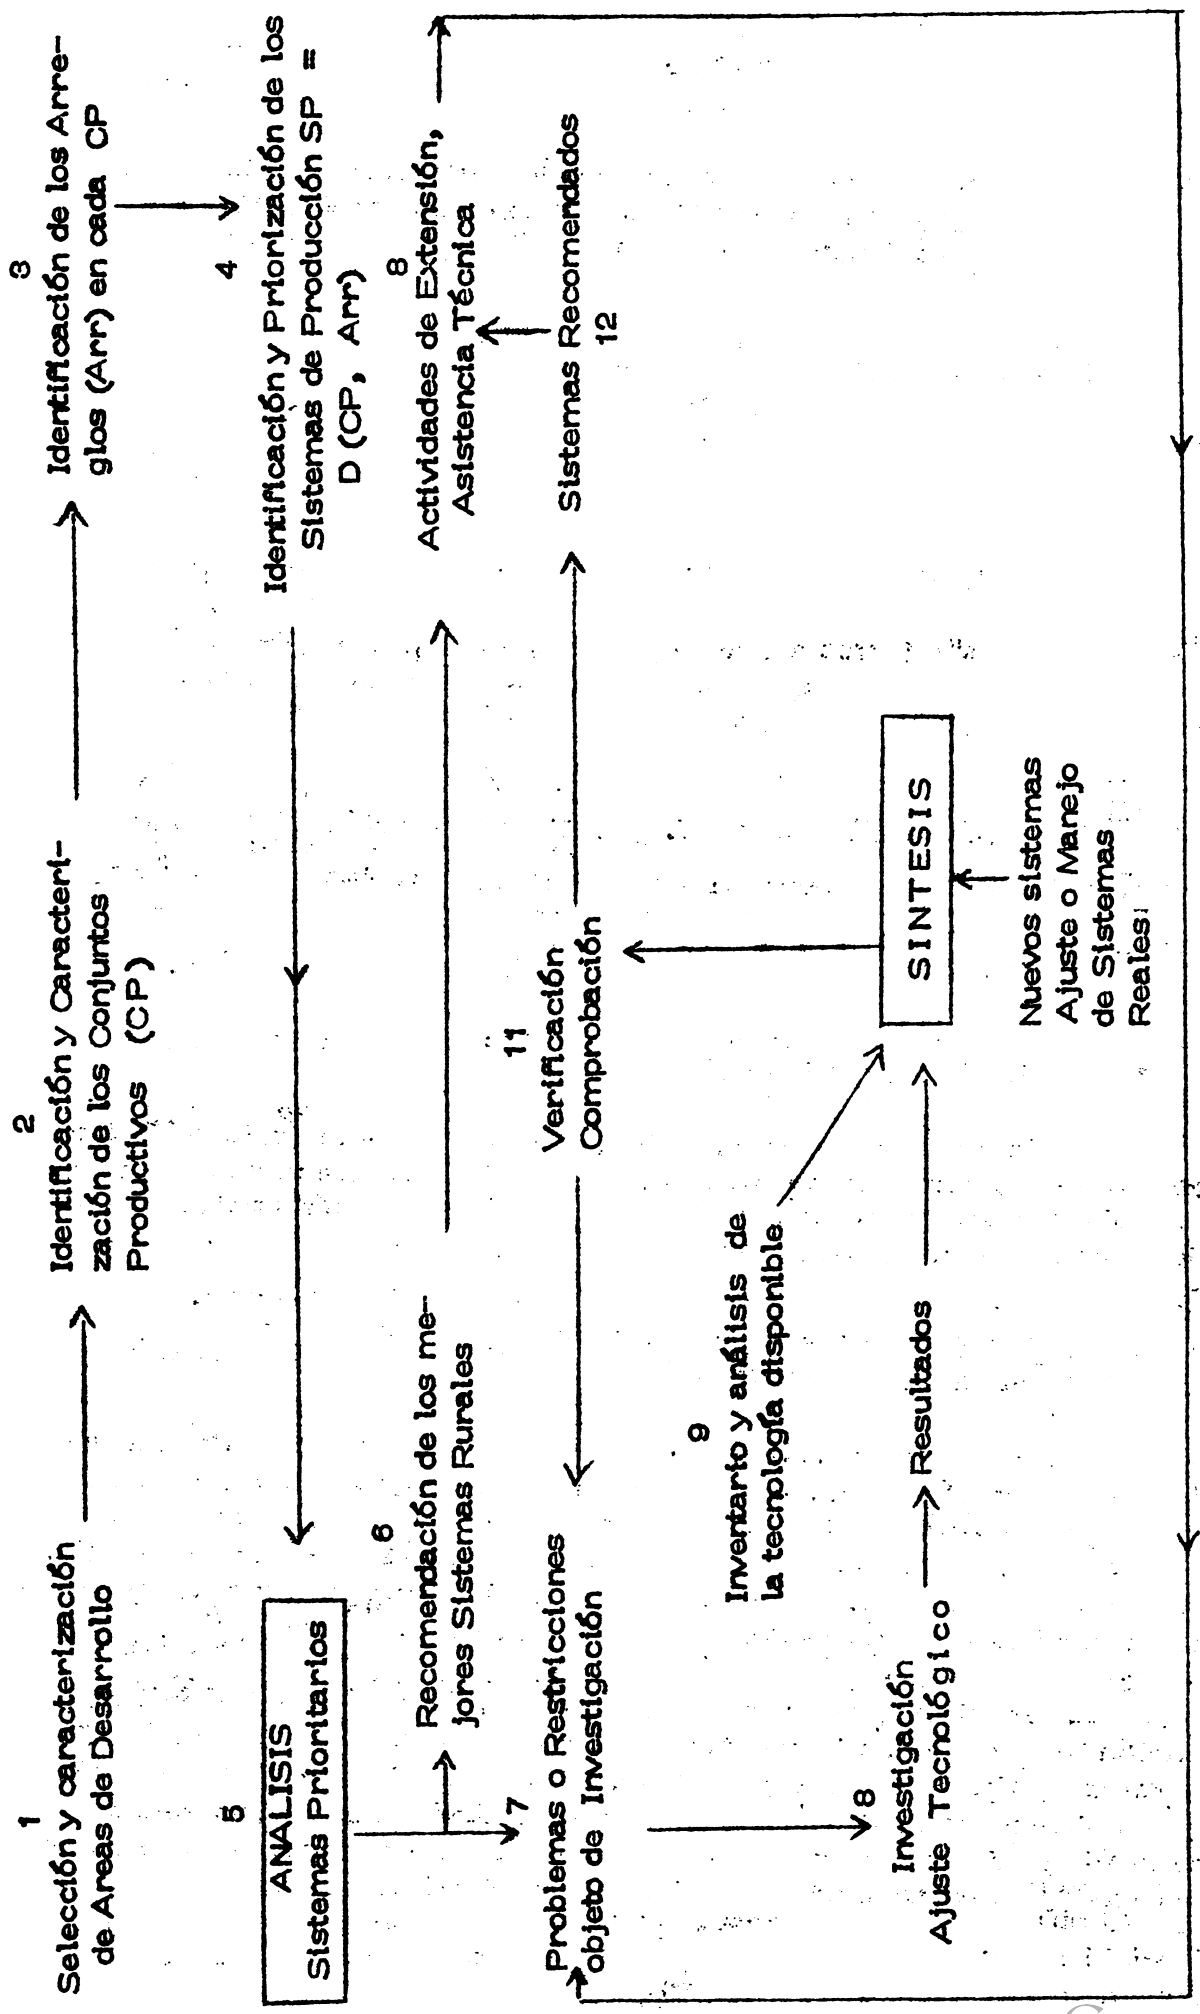 1
Selección y caracterización
de Areas de Desarrollo
2
Identificación y Caracteri-
zación de los Conjuntos
Productivos (CP)
3
Identificación de los Arre-
glos (Arr) en cada CP
4
Identificación y Priorización de los
Sistemas de Producción SP =
D (CP, Arr)
5
ANALISIS
Sistemas Prioritarios
6
Recomendación de los me-
jores Sistemas Rurales
8
Actividades de Extensión,
Asistencia Técnica
7
Problemas o Restricciones
objeto de Investigación
11
Verificación
Comprobación
Sistemas Recomendados
12
9
Inventario y análisis de
la tecnología disponible
8
Investigación
Ajuste Tecnológico
Resultados
SINTESIS
Nuevos sistemas
Ajuste o Manejo
de Sistemas
Reales